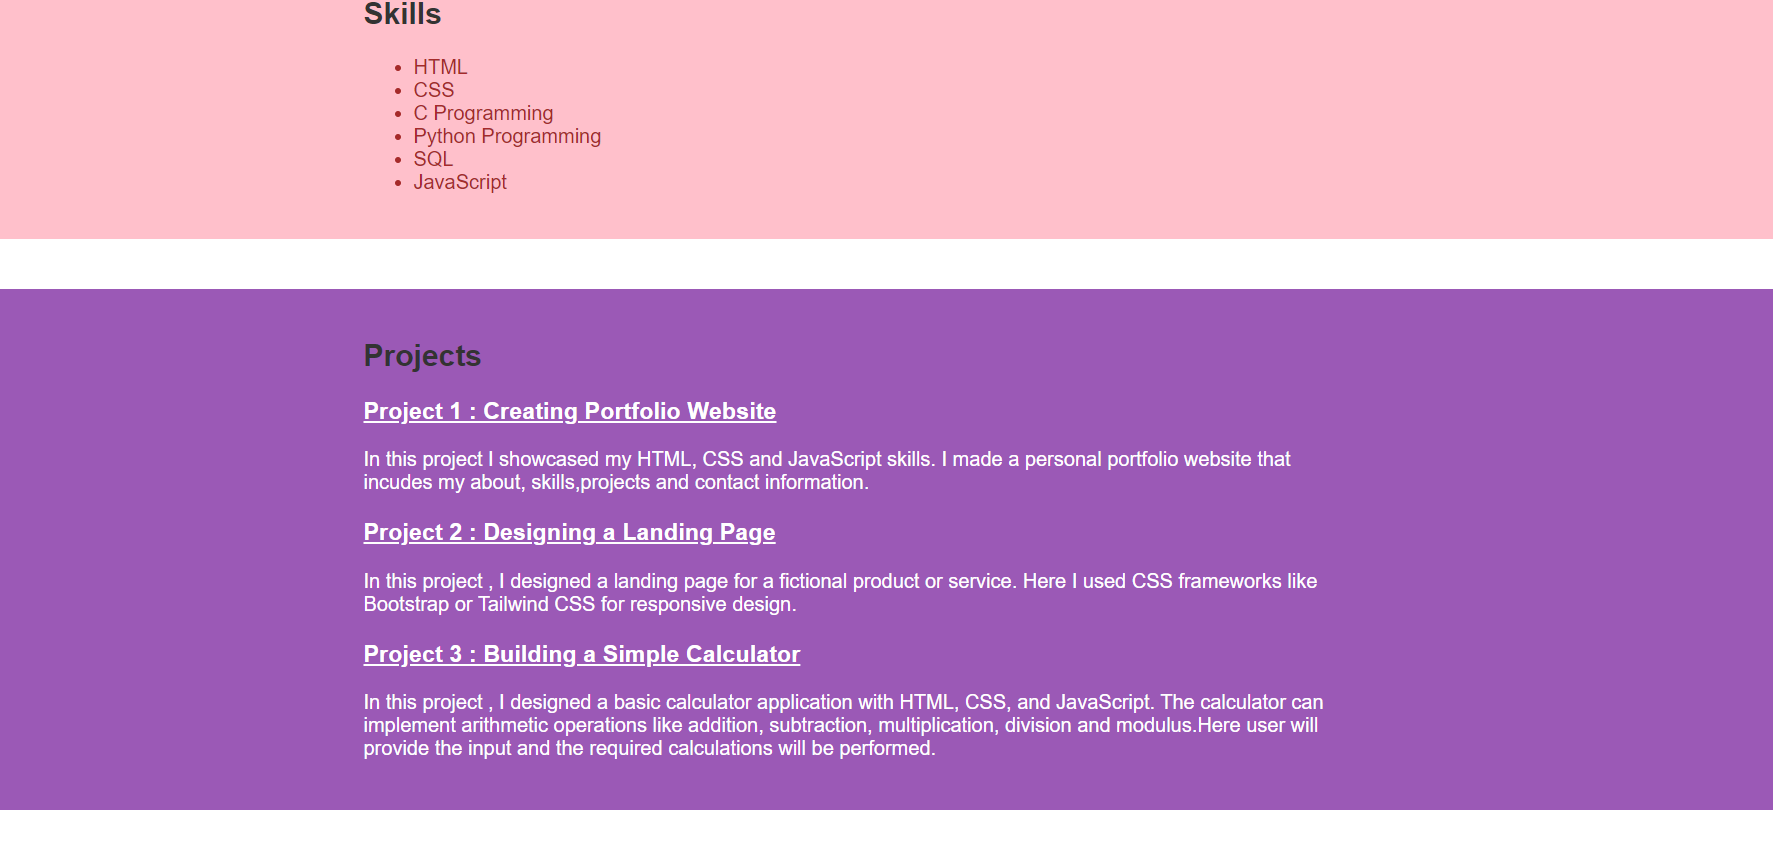 Skills
HTML
CSS
C Programming
Python Programming
SQL
JavaScript
Projects
Project 1 : Creating Portfolio Website
In this project I showcased my HTML, CSS and JavaScript skills. I made a personal portfolio website that
incudes my about, skills,projects and contact information.
Project 2 : Designing a Landing Page
In this project , I designed a landing page for a fictional product or service. Here I used CSS frameworks like
Bootstrap or Tailwind CSS for responsive design.
Project 3 : Building a Simple Calculator
In this project , I designed a basic calculator application with HTML, CSS, and JavaScript. The calculator can
implement arithmetic operations like addition, subtraction, multiplication, division and modulus.Here user will
provide the input and the required calculations will be performed.